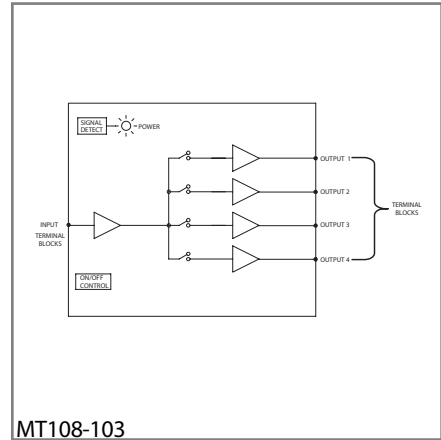 SIGNAL
DETECT
POWER
OUTPUT 1
OUTPUT 2
INPUT
TERMINAL
BLOCKS
OUTPUT 3
TERMINAL
BLOCKS
OUTPUT 4
ON/OFF
CONTROL
MT108-103